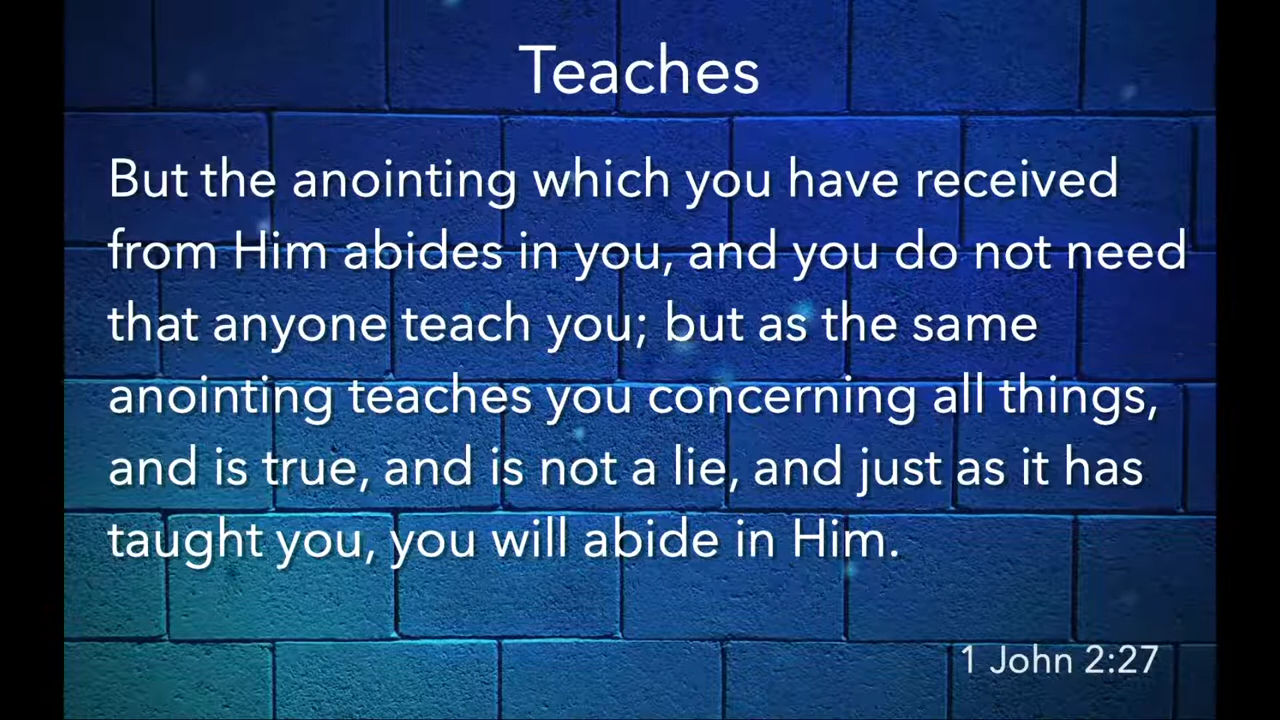 Teaches
But the anointing which you have received
from Him abides in you, and you do not need
that anyone teach you; but as the same
anointing teaches you concerning all things,
and is true, and is not a lie, and just as it has
taught you, you will abide in Him.
1 John 2:27